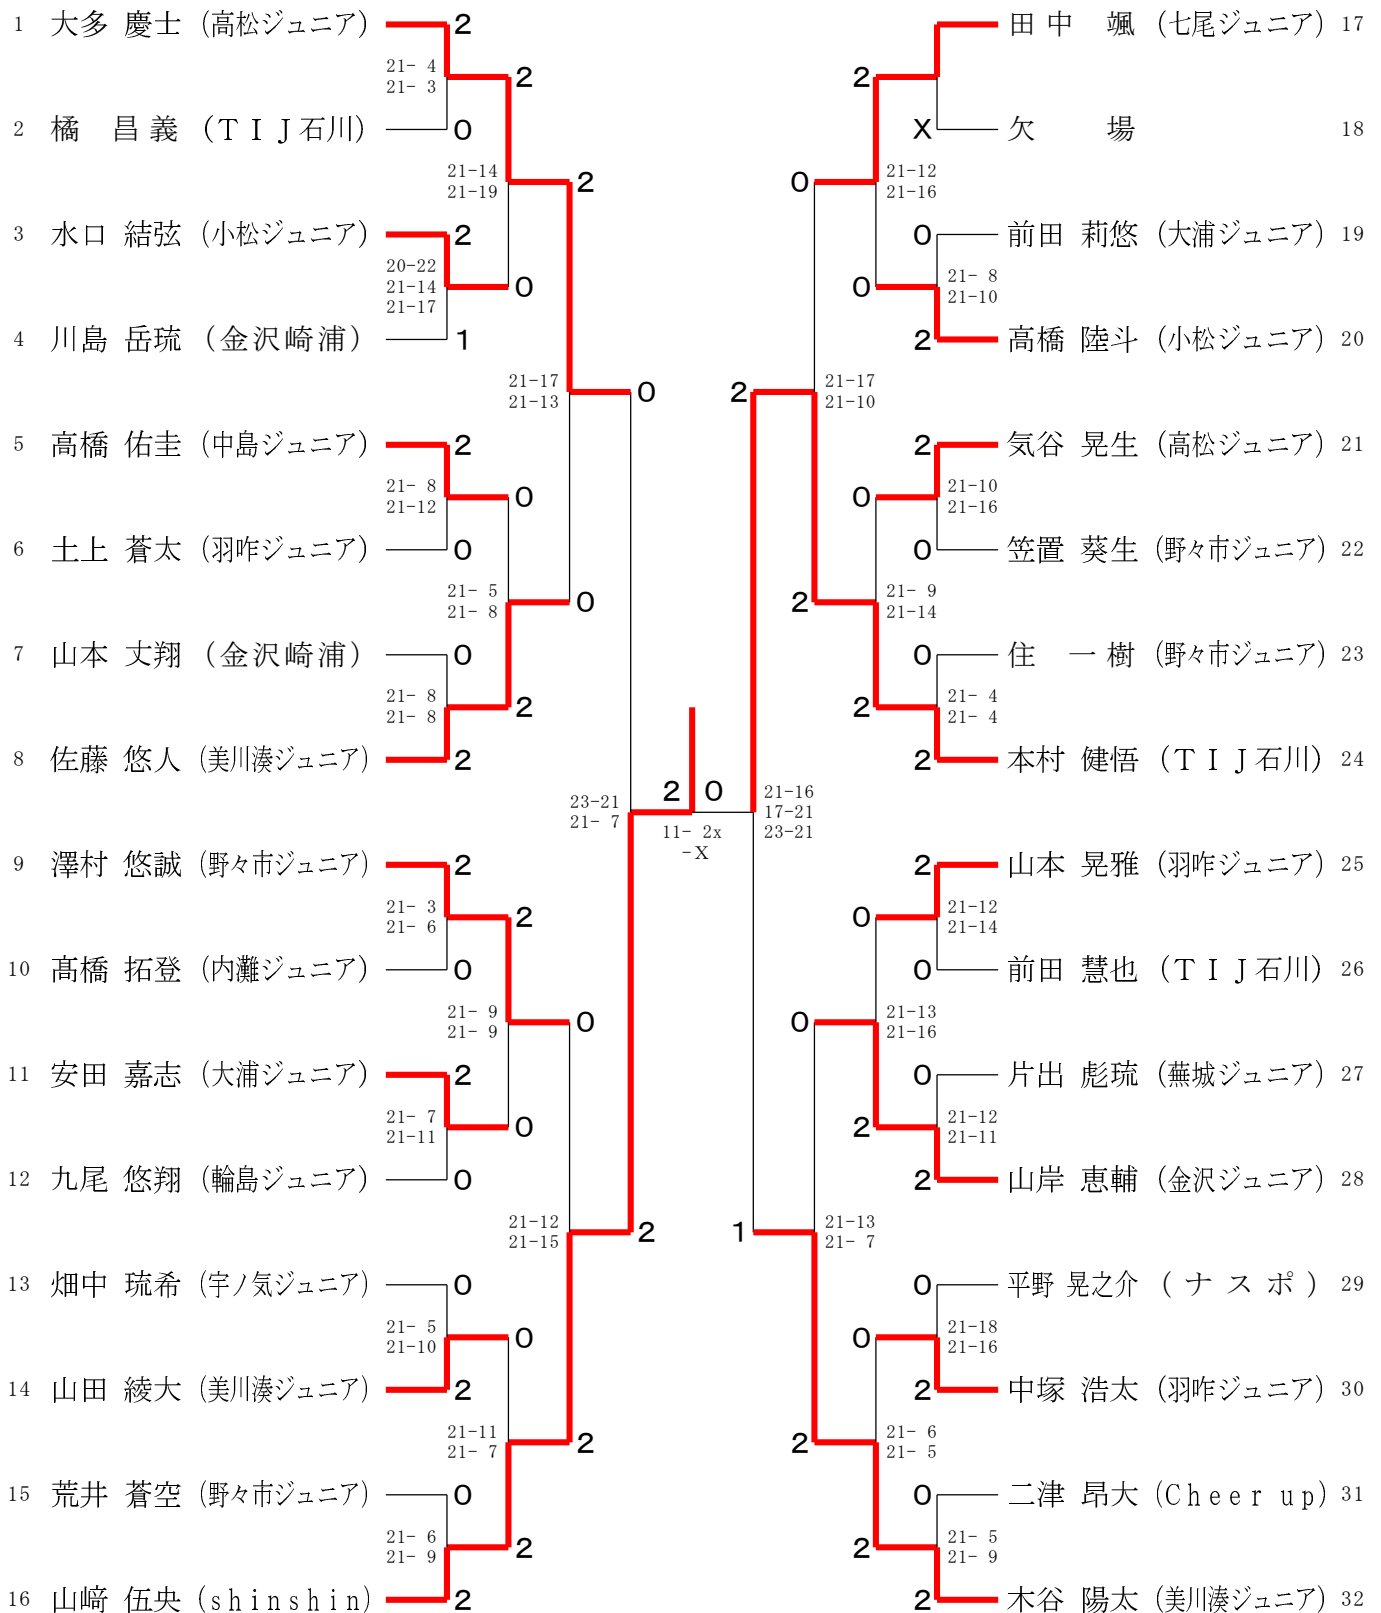 1 大多 慶士 (高松ジュニア) 2
21- 4
21- 3
2
2 橘 昌義 (ＴＩＪ石川) 0
21-14
21-19
2
3 水口 結弦 (小松ジュニア) 2
20-22
21-14
21-17
0
4 川島 岳琉 (金沢崎浦) 1
21-17
21-13
0
5 高橋 佑圭 (中島ジュニア) 2
21- 8
21-12
0
6 土上 蒼太 (羽咋ジュニア) 0
21- 5
21- 8
0
7 山本 丈翔 (金沢崎浦) 0
21- 8
21- 8
2
8 佐藤 悠人 (美川湊ジュニア) 2
23-21
21- 7
9 澤村 悠誠 (野々市ジュニア) 2
21- 3
21- 6
2
10 髙橋 拓登 (内灘ジュニア) 0
21- 9
21- 9
0
11 安田 嘉志 (大浦ジュニア) 2
21- 7
21-11
0
12 九尾 悠翔 (輪島ジュニア) 0
21-12
21-15
2
13 畑中 琉希 (宇ノ気ジュニア) 0
21- 5
21-10
0
14 山田 綾大 (美川湊ジュニア) 2
21-11
21- 7
2
15 荒井 蒼空 (野々市ジュニア) 0
21- 6
21- 9
2
16 山﨑 伍央 (shinshin) 2
2 0
11- 2x
-X
田中 颯 (七尾ジュニア) 17
2
X 欠 場 18
21-12
21-16
0
0 前田 莉悠 (大浦ジュニア) 19
21- 8
21-10
0
2 高橋 陸斗 (小松ジュニア) 20
21-17
21-10
2
2 気谷 晃生 (高松ジュニア) 21
21-10
21-16
0
0 笠置 葵生 (野々市ジュニア) 22
21- 9
21-14
2
0 住 一樹 (野々市ジュニア) 23
21- 4
21- 4
2
2 本村 健悟 (ＴＩＪ石川) 24
21-16
17-21
23-21
2 山本 晃雅 (羽咋ジュニア) 25
21-12
21-14
0
0 前田 慧也 (ＴＩＪ石川) 26
21-13
21-16
0
0 片出 彪琉 (蕪城ジュニア) 27
21-12
21-11
2
2 山岸 恵輔 (金沢ジュニア) 28
21-13
21- 7
1
0 平野 晃之介 (ナスポ) 29
21-18
21-16
0
2 中塚 浩太 (羽咋ジュニア) 30
21- 6
21- 5
2
0 二津 昂大 (Cheer up) 31
21- 5
21- 9
2
2 木谷 陽太 (美川湊ジュニア) 32